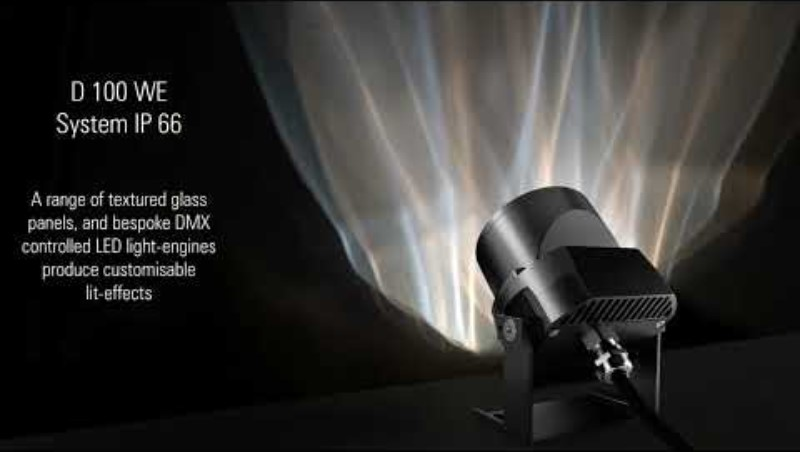 D 100 WE
System IP 66
A range of textured glass
panels, and bespoke DMX
controlled LED light-engines
produce customisable
lit-effects